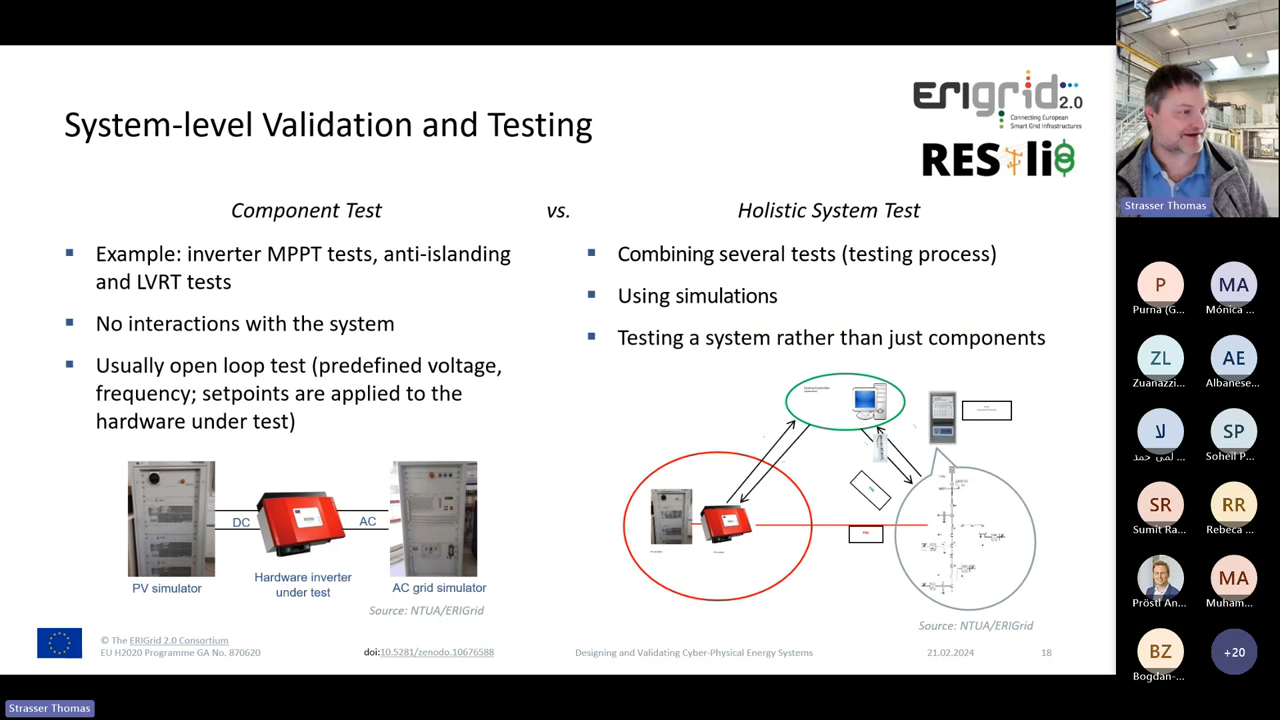 System-level Validation and Testing
ERIgrid 2.0
Connecting European
Smart Grid Infrastructures
RESili8
Component Test
vs.
Holistic System Test
Example: inverter MPPT tests, anti-islanding
and LVRT tests
No interactions with the system
Usually open loop test (predefined voltage,
frequency; setpoints are applied to the
hardware under test)
Combining several tests (testing process)
Using simulations
Testing a system rather than just components
DC
AC
PV simulator
Hardware inverter
under test
AC grid simulator
Source: NTUA/ERIGrid
Source: NTUA/ERIGrid
© The ERIGrid 2.0 Consortium
EU H2020 Programme GA No. 870620
doi:10.5281/zenodo.10676588
Designing and Validating Cyber-Physical Energy Systems
21.02.2024
18
Strasser Thomas
P
Purna (G...
MA
Mónica ...
ZL
Zuanazzi...
AE
Albanese...
لا
لمى حمد ...
SP
Soheil P...
SR
Sumit Ra...
RR
Rebeca ...
Pröstl An...
MA
Muham...
BZ
Bogdan-...
+20
Strasser Thomas